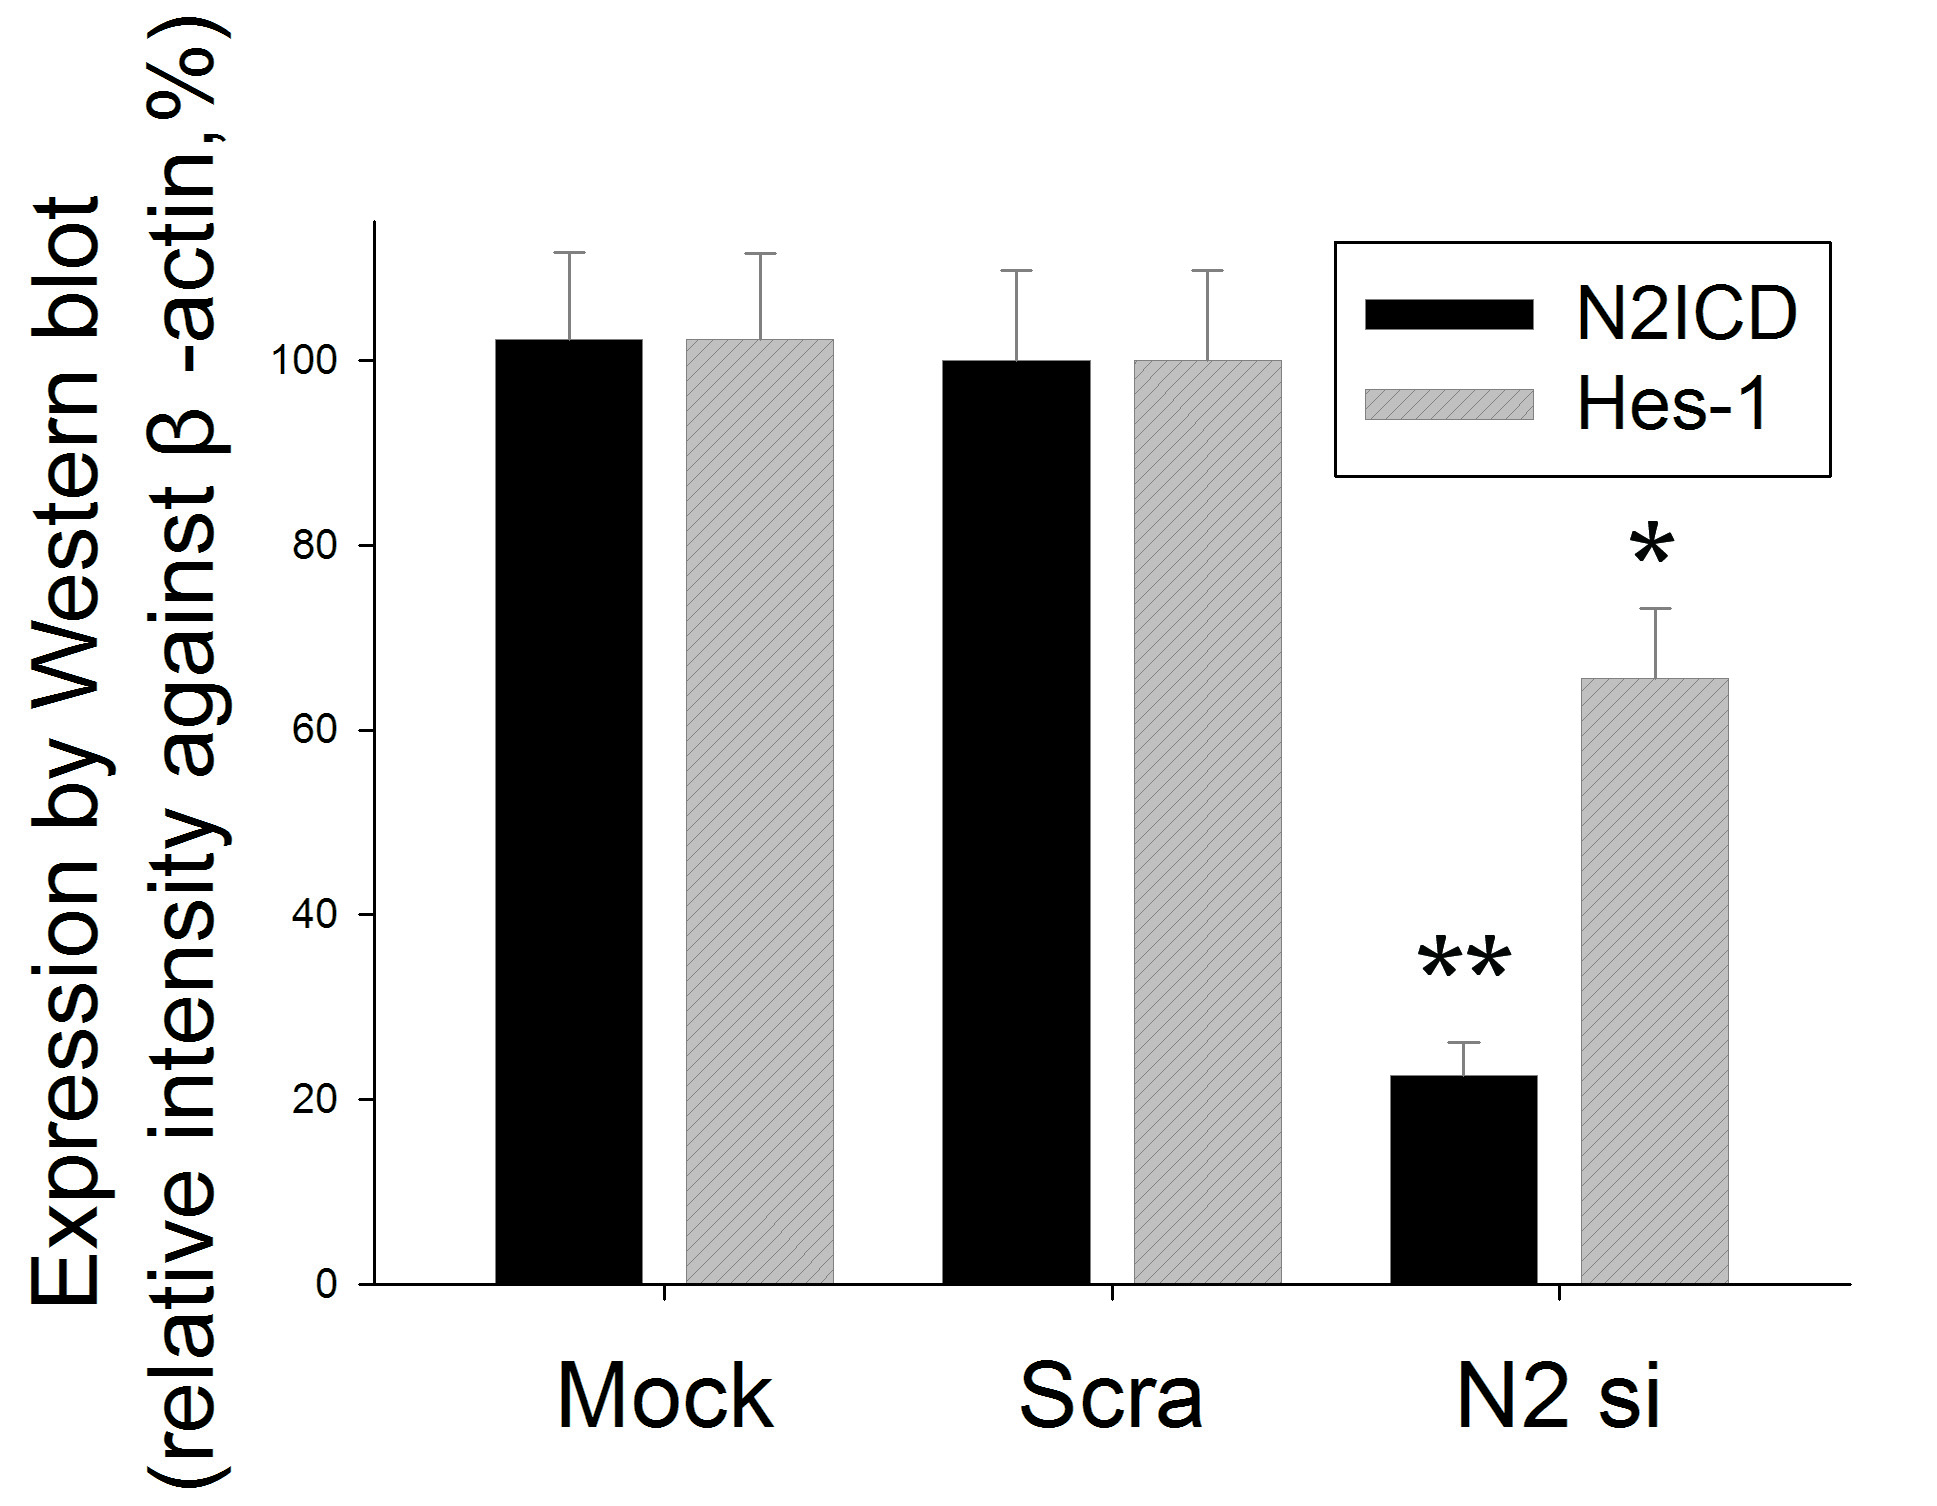 Expression by Western blot
(relative intensity against β -actin,%)
100
80
60
40
20
0
N2ICD
Hes-1
*
**
Mock
Scra
N2 si